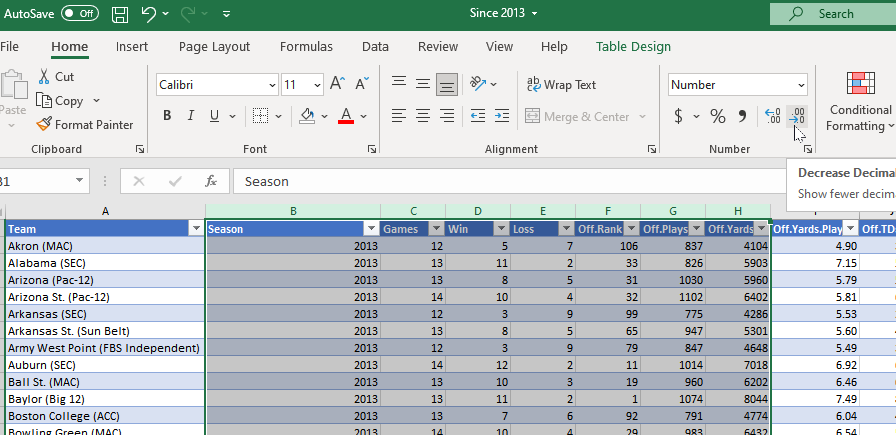 AutoSave Off Since 2013 Search
File Home Insert Page Layout Formulas Data Review View Help Table Design
Cut
Copy
Paste
Format Painter
Clipboard
Calibri 11 A A
B I U A
Font
ab Wrap Text
Merge & Center
Alignment
Number
$ % 9 .00 .00
Number
Conditional
Formatting
Decrease Decima
Show fewer decim
B1 fx Season
A B C D E F G H
Team Season Games Win Loss Off.Rank Off.Plays Off.Yards Off.Yards.Play Off.TD
Akron (MAC) 2013 12 5 7 106 837 4104 4.90
Alabama (SEC) 2013 13 11 2 33 826 5903 7.15
Arizona (Pac-12) 2013 13 8 5 31 1030 5960 5.79
Arizona St. (Pac-12) 2013 14 10 4 32 1102 6402 5.81
Arkansas (SEC) 2013 12 3 9 99 775 4286 5.53
Arkansas St. (Sun Belt) 2013 13 8 5 65 947 5301 5.60
Army West Point (FBS Independent) 2013 12 3 9 79 847 4648 5.49
Auburn (SEC) 2013 14 12 2 11 1014 7018 6.92
Ball St. (MAC) 2013 13 10 3 19 960 6202 6.46
Baylor (Big 12) 2013 13 11 2 1 1074 8044 7.49
Boston College (ACC) 2013 13 7 6 92 791 4774 6.04
Bowling Green (MAC) 2013 14 10 4 29 983 6432 6.54